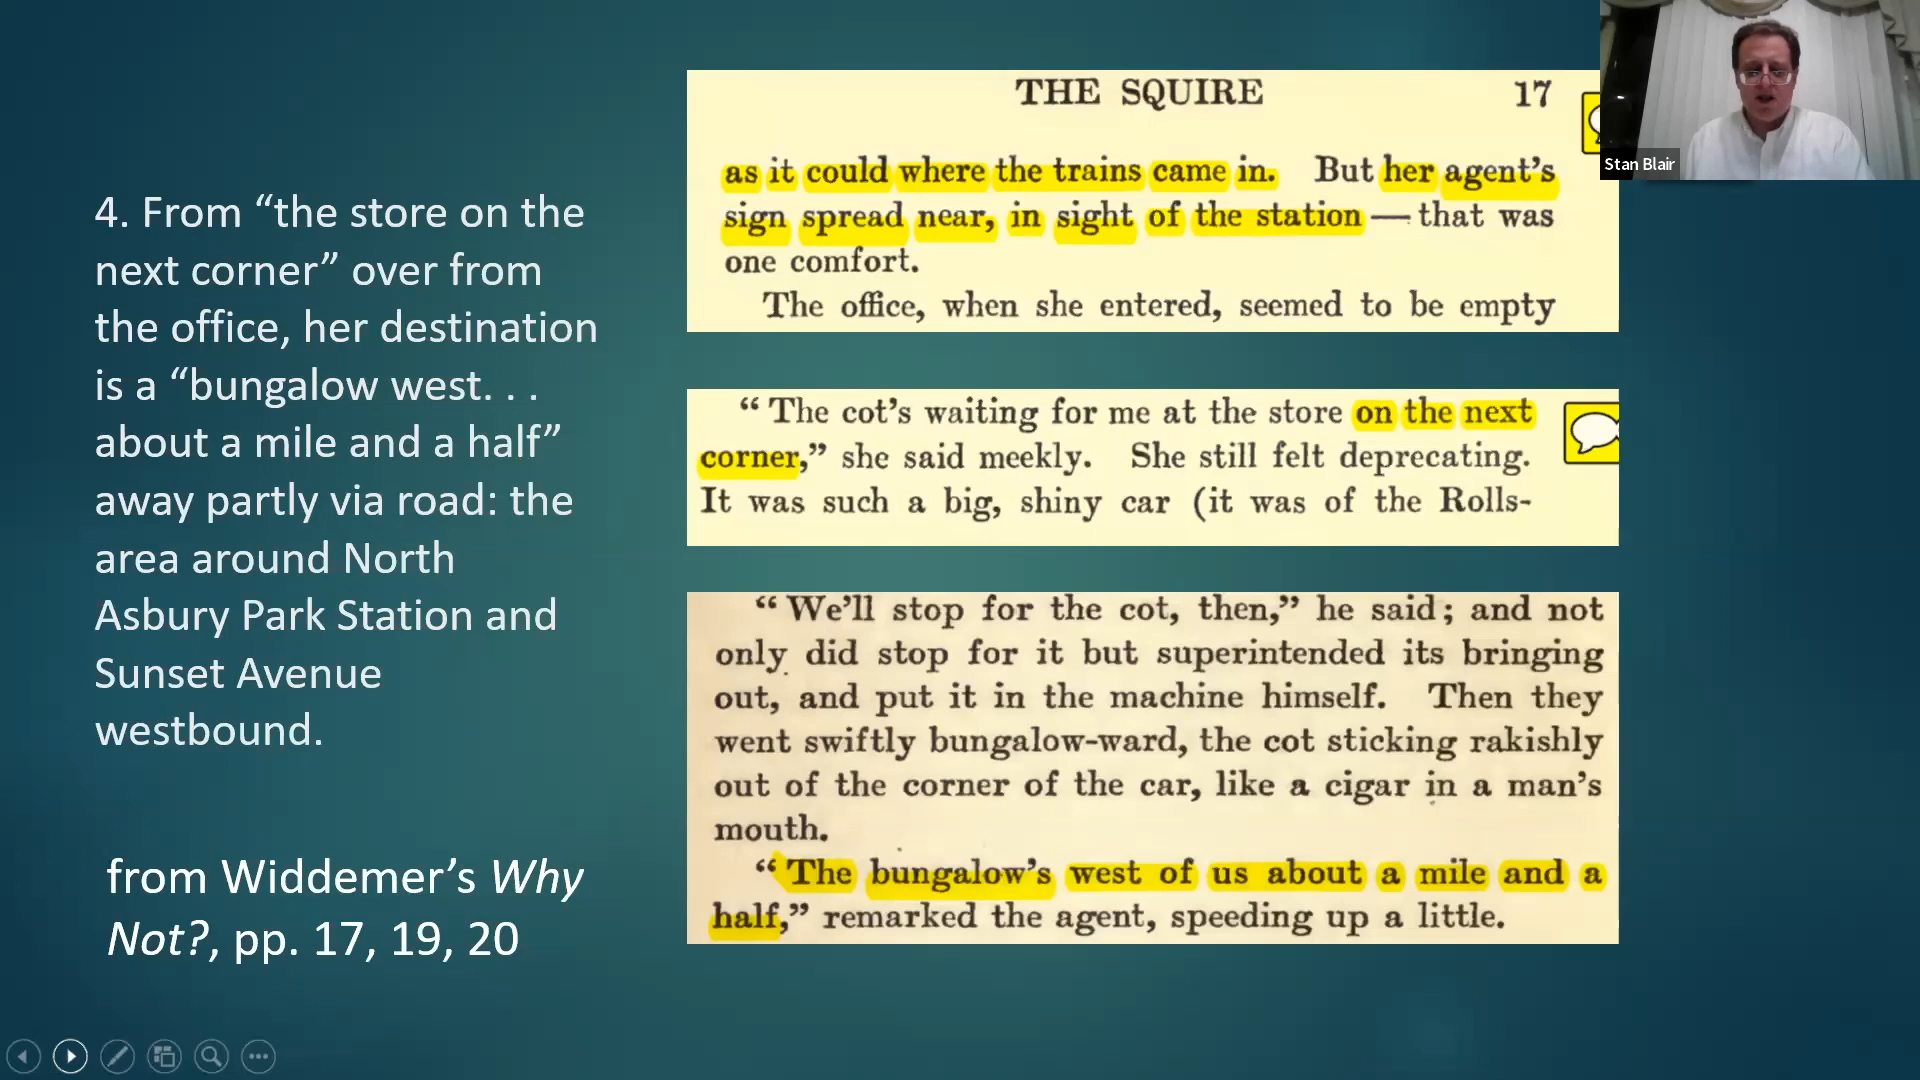 4. From “the store on the
next corner” over from
the office, her destination
is a “bungalow west. . .
about a mile and a half”
away partly via road: the
area around North
Asbury Park Station and
Sunset Avenue
westbound.
from Widdemer’s Why
Not?, pp. 17, 19, 20
THE SQUIRE 17
as it could where the trains came in. But her agent’s
sign spread near, in sight of the station — that was
one comfort.
The office, when she entered, seemed to be empty
“ The cot’s waiting for me at the store on the next
corner,” she said meekly. She still felt deprecating.
It was such a big, shiny car (it was of the Rolls-
“ We’ll stop for the cot, then,” he said; and not
only did stop for it but superintended its bringing
out, and put it in the machine himself. Then they
went swiftly bungalow-ward, the cot sticking rakishly
out of the corner of the car, like a cigar in a man’s
mouth.
“ The bungalow’s west of us about a mile and a
half,” remarked the agent, speeding up a little.
Stan Blair